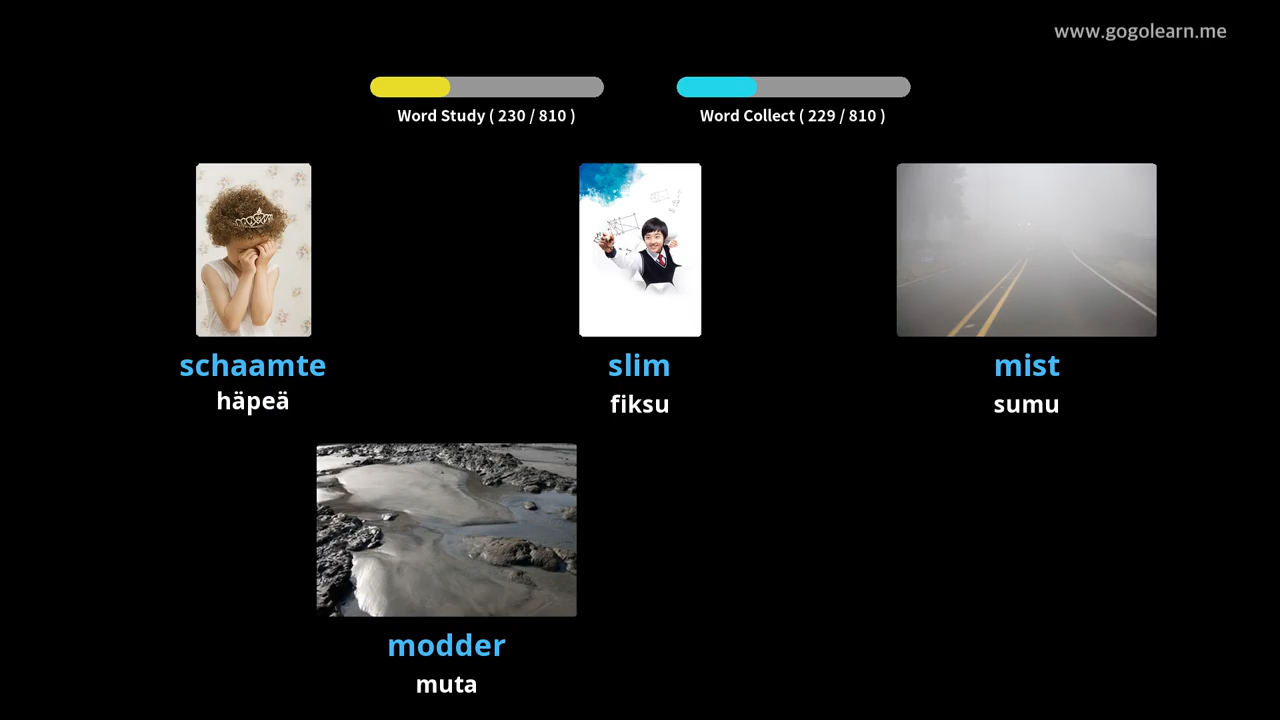 www.gogolearn.me
Word Study ( 230 / 810 )
Word Collect ( 229 / 810 )
schaamte
häpeä
slim
fiksu
mist
sumu
modder
muta